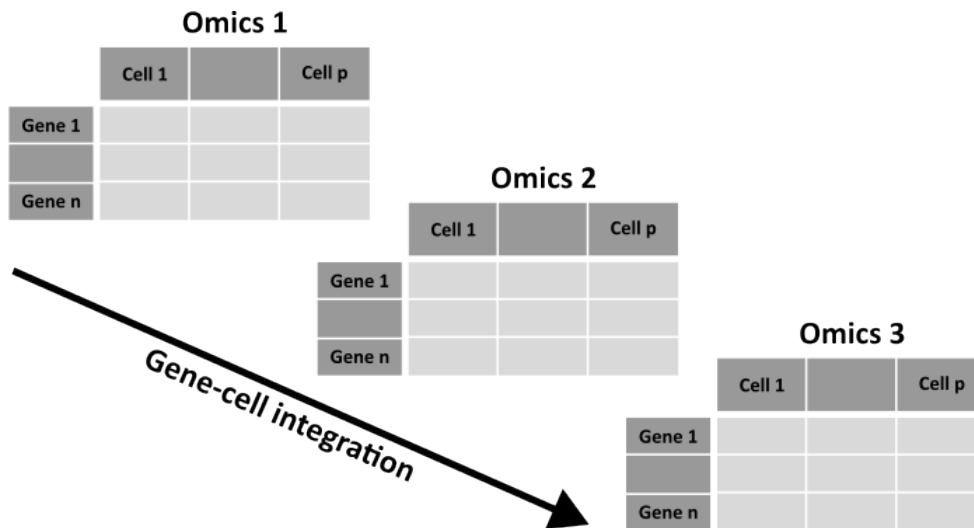 Omics 1
Cell 1 Cell p
Gene 1
Gene n
Omics 2
Cell 1 Cell p
Gene 1
Gene n
Omics 3
Cell 1 Cell p
Gene 1
Gene n
Gene-cell integration